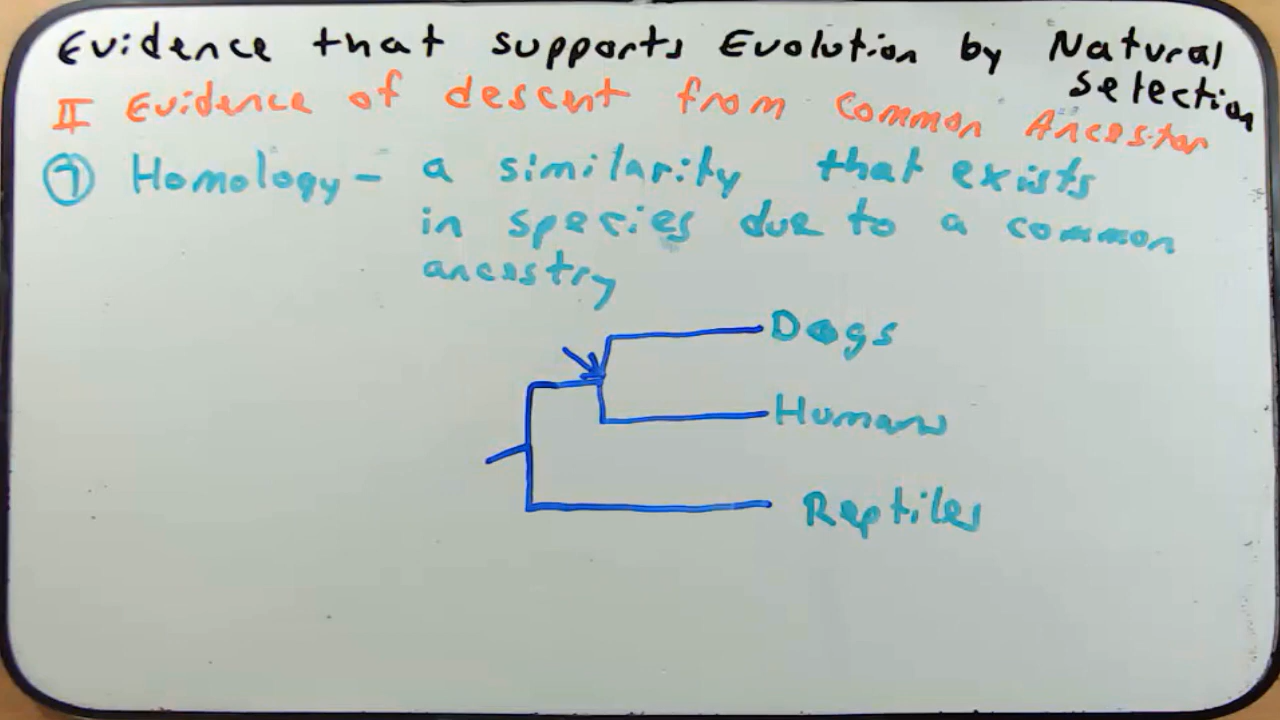 Evidence that supports Evolution by Natural
Selection
II Evidence of descent from Common Ancestor
7 Homology - a similarity that exists
in species due to a common
ancestry
Dogs
Humans
Reptiles